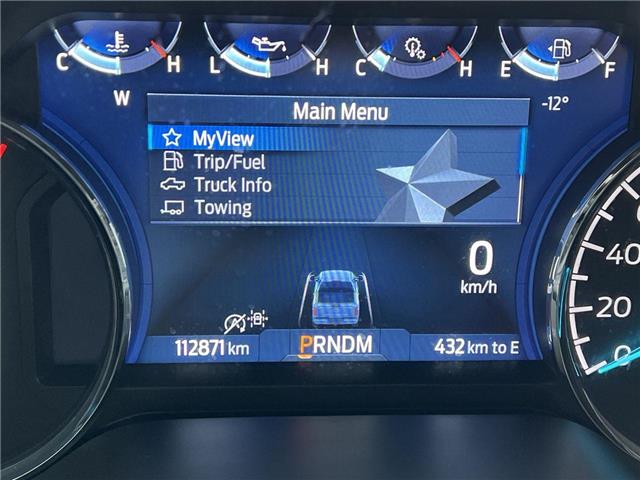 C H L H C H E F
W -12°
Main Menu
MyView
Trip/Fuel
Truck Info
Towing
0
km/h
112871 km PRNDM 432 km to E
40
20
0